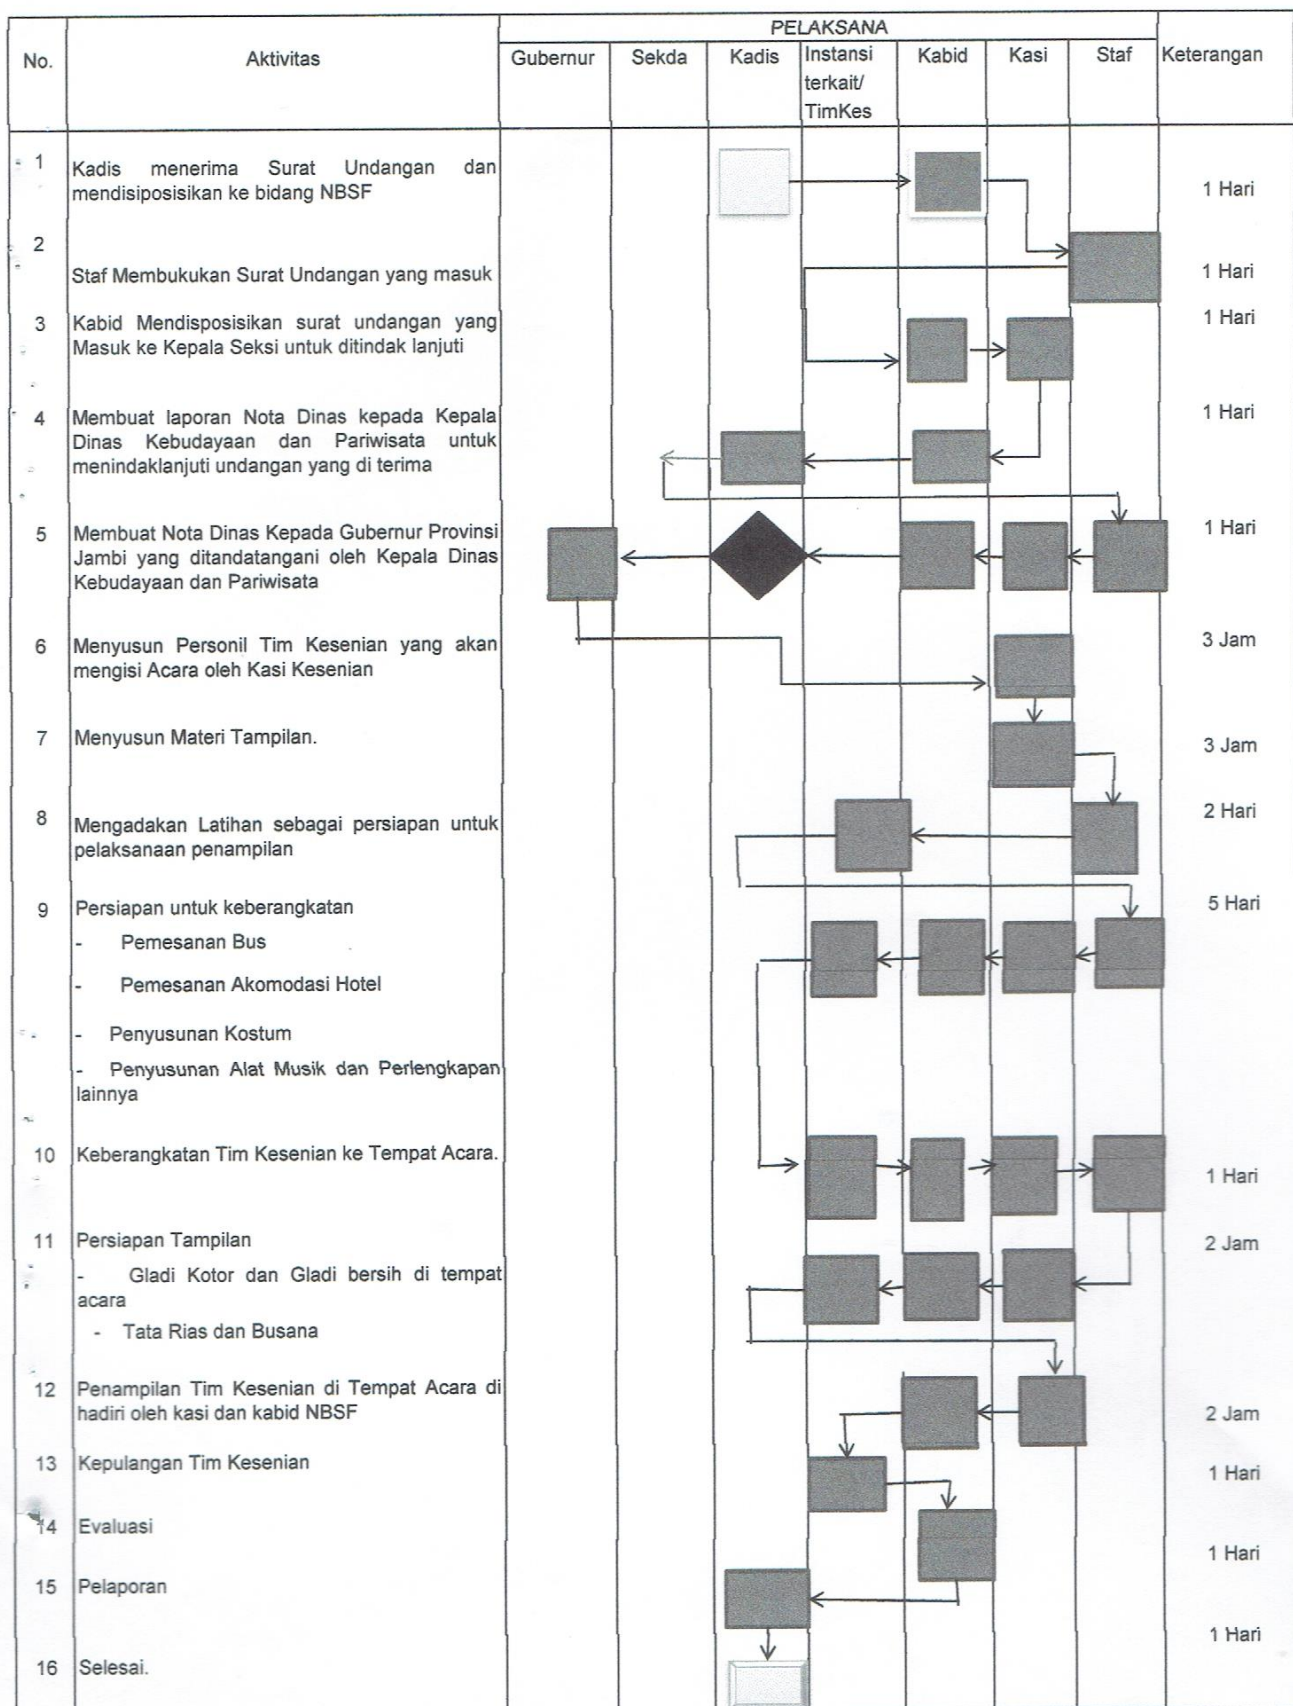 PELAKSANA
No.
Aktivitas
Gubernur
Sekda
Kadis
Instansi
terkait/
TimKes
Kabid
Kasi
Staf
Keterangan
1
Kadis menerima Surat Undangan dan
mendisiposisikan ke bidang NBSF
1 Hari
2
Staf Membukukan Surat Undangan yang masuk
1 Hari
3
Kabid Mendisposisikan surat undangan yang
Masuk ke Kepala Seksi untuk ditindak lanjuti
1 Hari
4
Membuat laporan Nota Dinas kepada Kepala
Dinas Kebudayaan dan Pariwisata untuk
menindaklanjuti undangan yang di terima
1 Hari
5
Membuat Nota Dinas Kepada Gubernur Provinsi
Jambi yang ditandatangani oleh Kepala Dinas
Kebudayaan dan Pariwisata
1 Hari
6
Menyusun Personil Tim Kesenian yang akan
mengisi Acara oleh Kasi Kesenian
3 Jam
7
Menyusun Materi Tampilan.
3 Jam
8
Mengadakan Latihan sebagai persiapan untuk
pelaksanaan penampilan
2 Hari
9
Persiapan untuk keberangkatan
5 Hari
- Pemesanan Bus
- Pemesanan Akomodasi Hotel
- Penyusunan Kostum
- Penyusunan Alat Musik dan Perlengkapan
lainnya
10
Keberangkatan Tim Kesenian ke Tempat Acara.
1 Hari
11
Persiapan Tampilan
2 Jam
- Gladi Kotor dan Gladi bersih di tempat
acara
- Tata Rias dan Busana
12
Penampilan Tim Kesenian di Tempat Acara di
hadiri oleh kasi dan kabid NBSF
2 Jam
13
Kepulangan Tim Kesenian
1 Hari
14
Evaluasi
1 Hari
15
Pelaporan
1 Hari
16
Selesai.